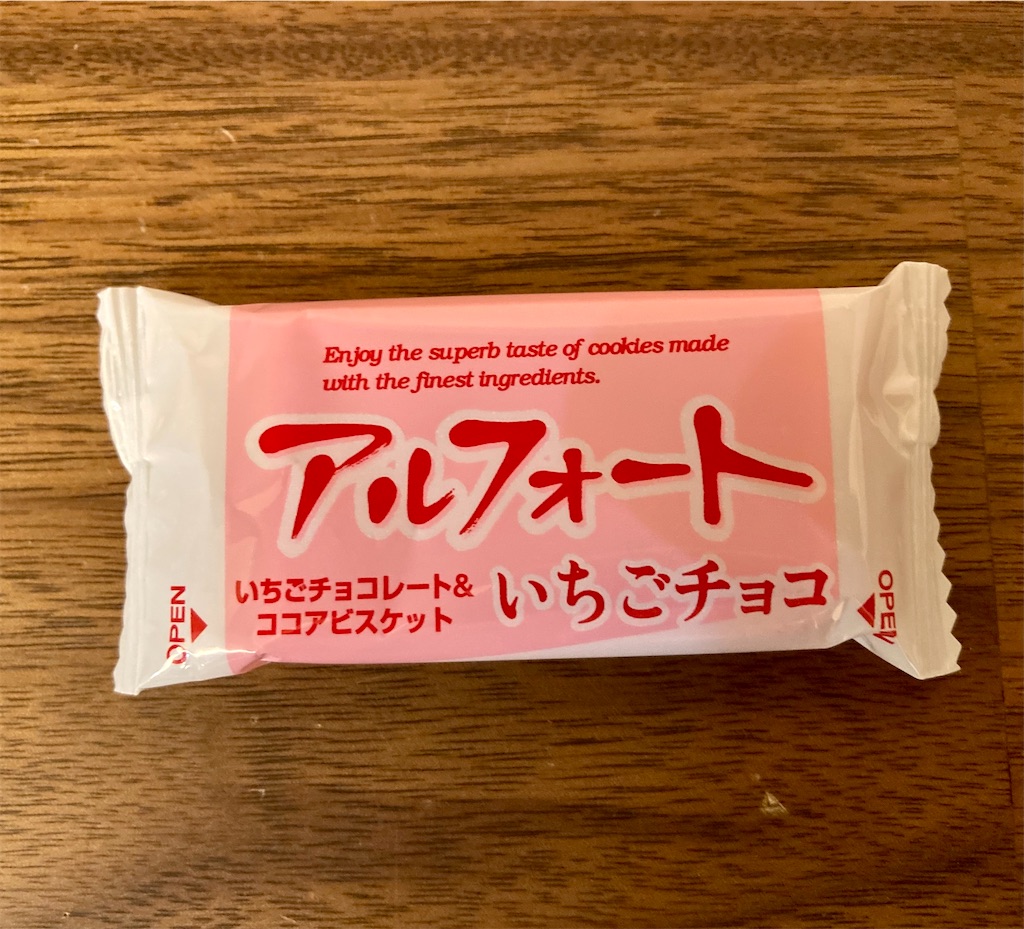 Enjoy the superb taste of cookies made
with the finest ingredients.
アルフォート
いちごチョコレート&
ココアビスケット
いちごチョコ
OPEN
OPEN